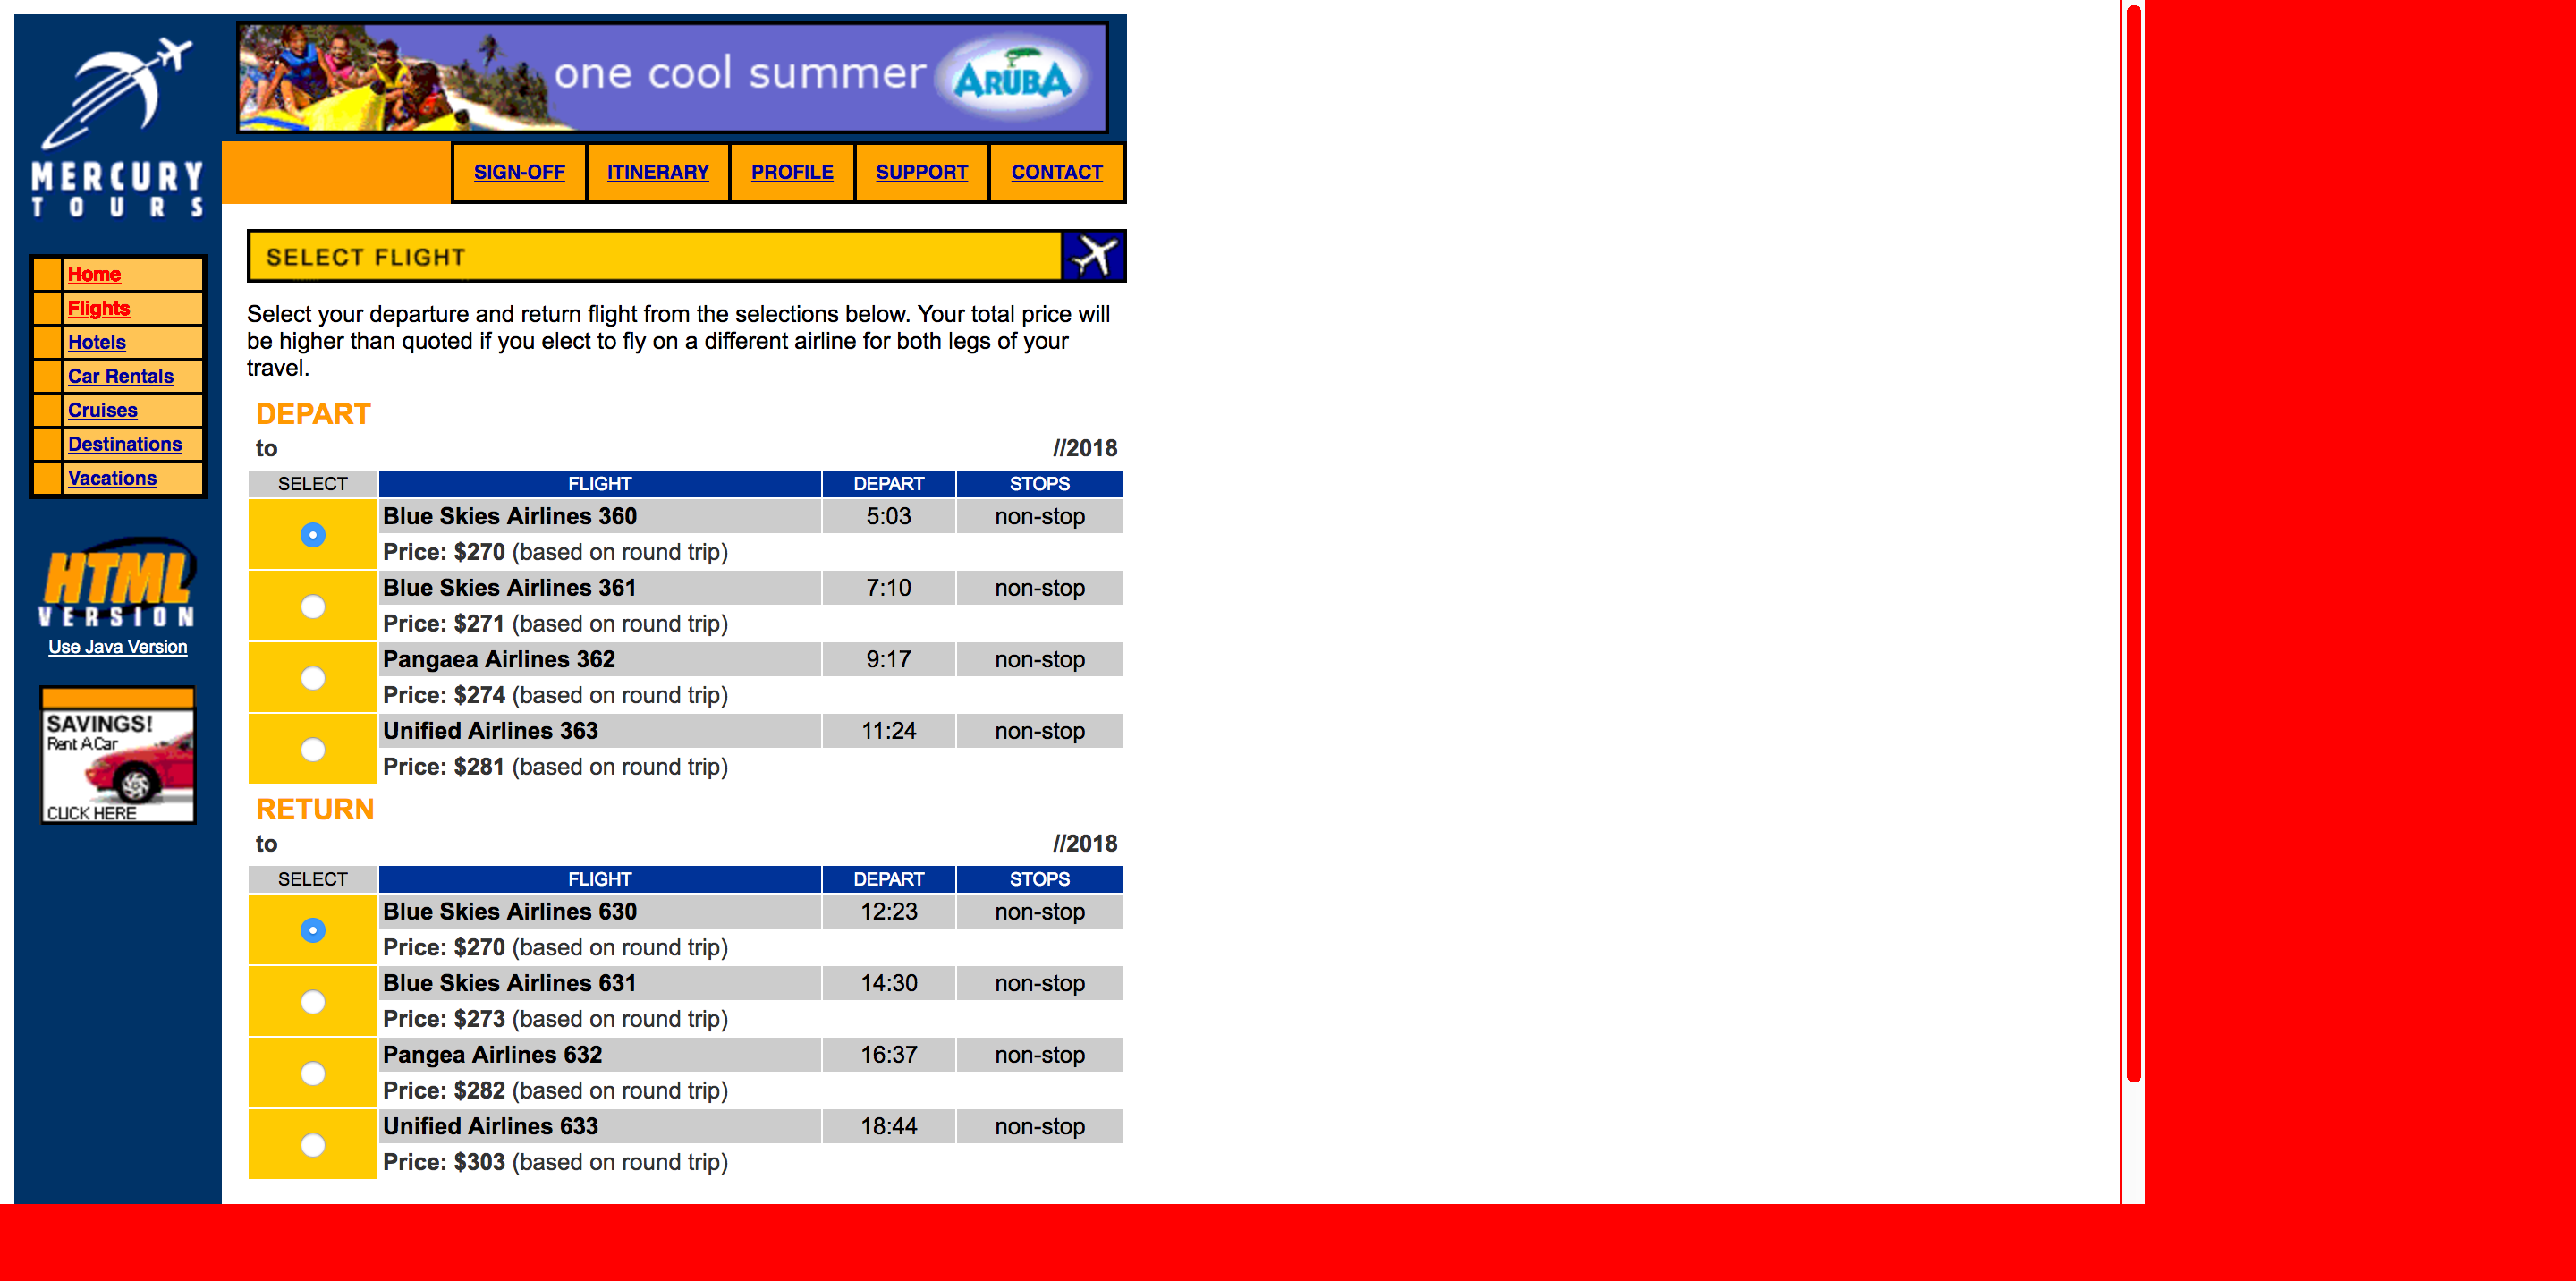 one cool summer ARUBA
MERCURY
TOURS
SIGN-OFF ITINERARY PROFILE SUPPORT CONTACT
SELECT FLIGHT
Home
Flights
Hotels
Car Rentals
Cruises
Destinations
Vacations
HTML
VERSION
Use Java Version
SAVINGS!
Rent A Car
CLICK HERE
Select your departure and return flight from the selections below. Your total price will
be higher than quoted if you elect to fly on a different airline for both legs of your
travel.
DEPART
to //2018
SELECT FLIGHT DEPART STOPS
Blue Skies Airlines 360 5:03 non-stop
Price: $270 (based on round trip)
Blue Skies Airlines 361 7:10 non-stop
Price: $271 (based on round trip)
Pangaea Airlines 362 9:17 non-stop
Price: $274 (based on round trip)
Unified Airlines 363 11:24 non-stop
Price: $281 (based on round trip)
RETURN
to //2018
SELECT FLIGHT DEPART STOPS
Blue Skies Airlines 630 12:23 non-stop
Price: $270 (based on round trip)
Blue Skies Airlines 631 14:30 non-stop
Price: $273 (based on round trip)
Pangea Airlines 632 16:37 non-stop
Price: $282 (based on round trip)
Unified Airlines 633 18:44 non-stop
Price: $303 (based on round trip)